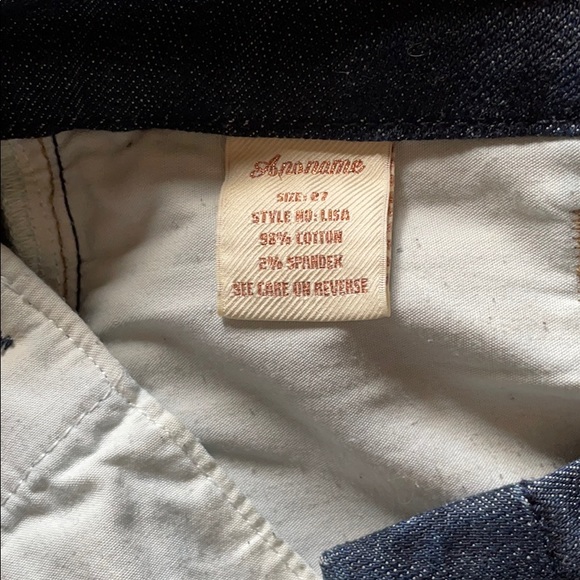 Anoname
SIZE: 27
STYLE NO: LISA
98% COTTON
2% SPANDEX
SEE CARE ON REVERSE